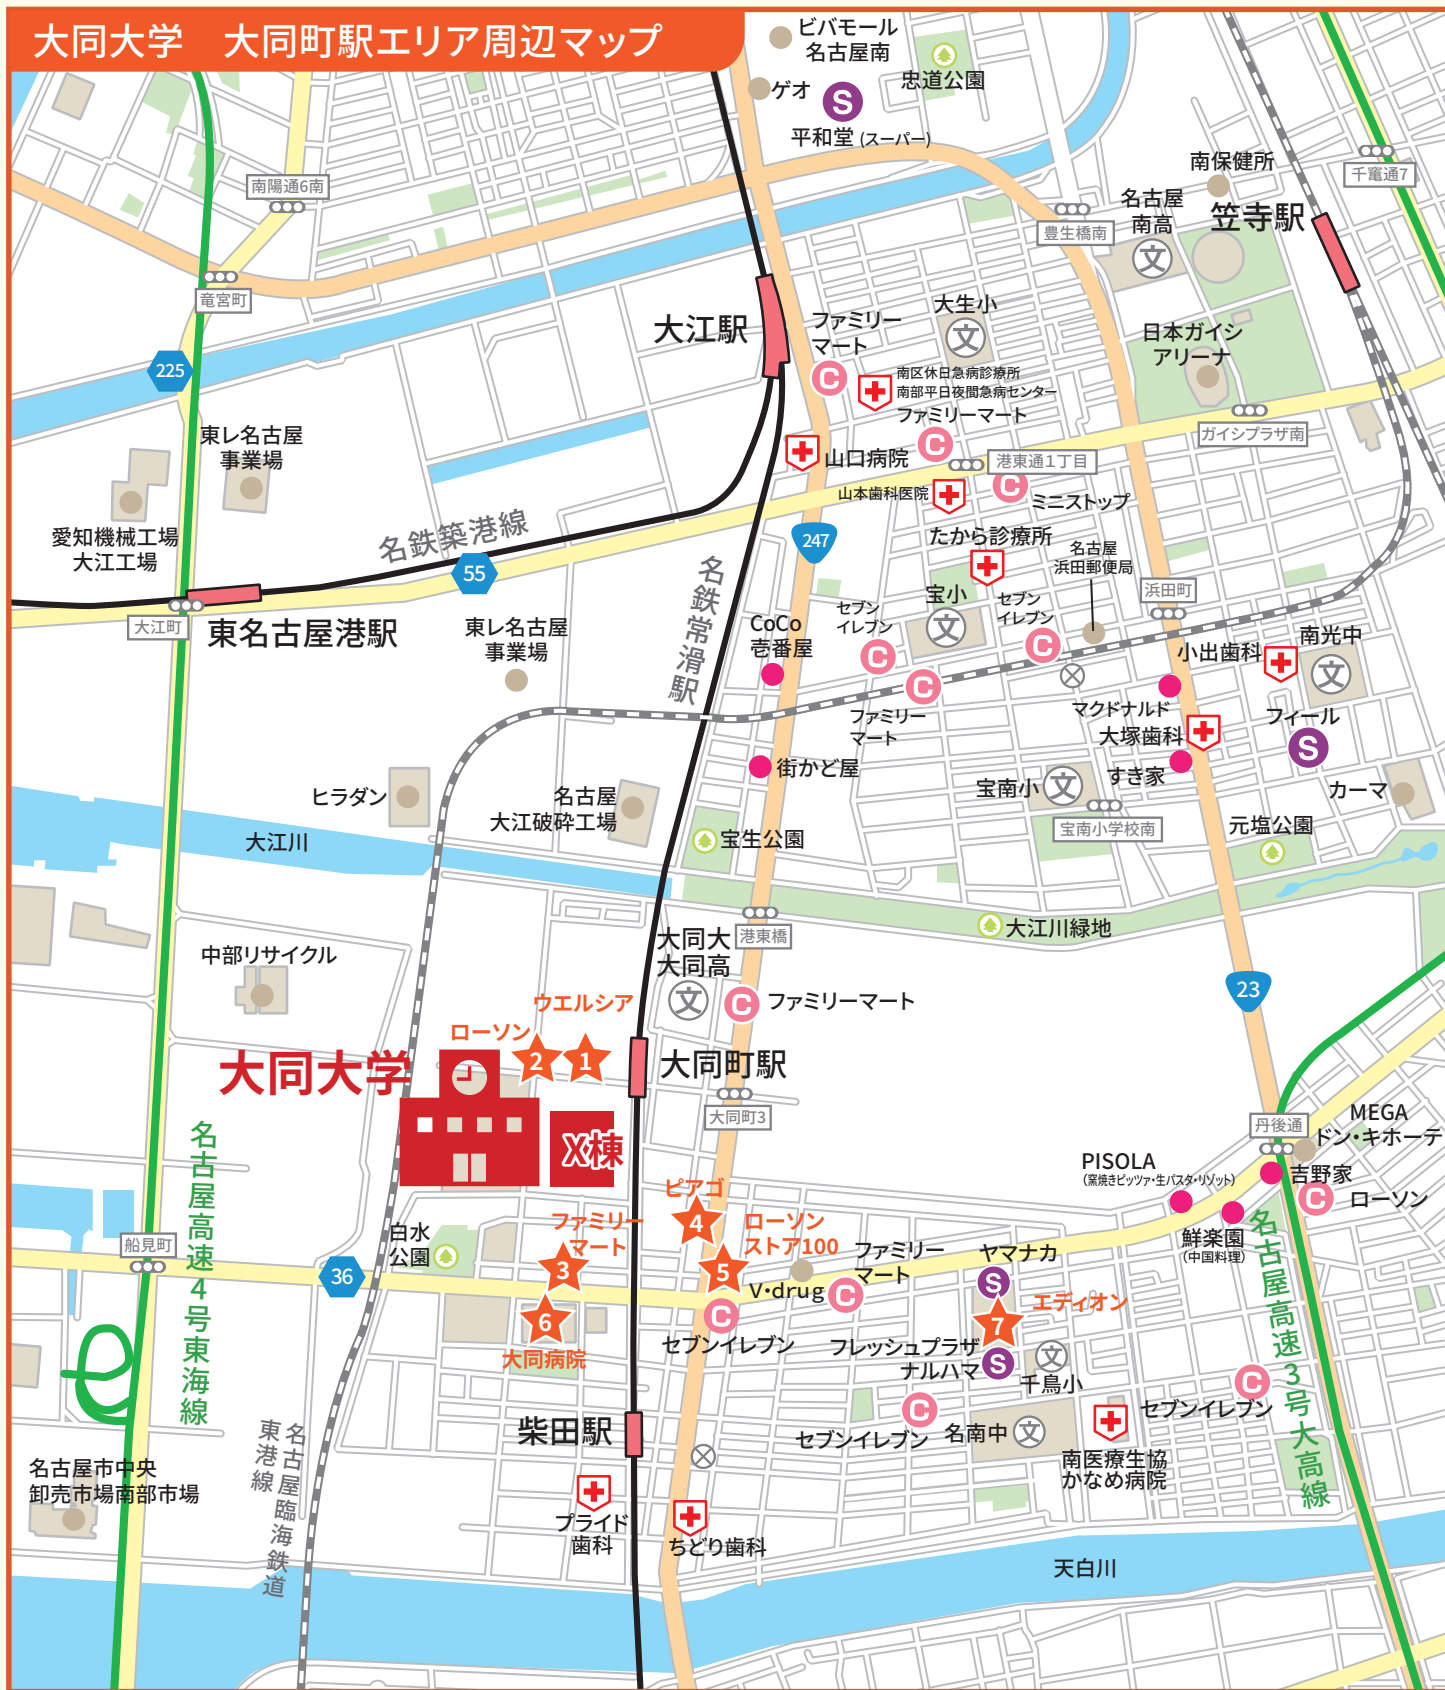 大同大学　大同町駅エリア周辺マップ
ビバモール
名古屋南
ゲオ
S
平和堂 (スーパー)
忠道公園
南陽通6南
千竈通7
南保健所
名古屋
南高
文
笠寺駅
豊生橋南
竜宮町
大江駅
ファミリー
マート
C
大生小
文
日本ガイシ
アリーナ
225
南区休日急病診療所
南部平日夜間急病センター
ファミリーマート
C
ガイシプラザ南
東レ名古屋
事業場
山口病院
港東通1丁目
山本歯科医院
C
ミニストップ
愛知機械工場
大江工場
名鉄築港線
55
247
たから診療所
名古屋
浜田郵便局
名鉄常滑駅
浜田町
大江町
東名古屋港駅
東レ名古屋
事業場
CoCo
壱番屋
セブン
イレブン
C
宝小
文
セブン
イレブン
C
小出歯科
南光中
文
ファミリー
マート
C
マクドナルド
大塚歯科
フィール
S
街かど屋
すき家
ヒラダン
名古屋
大江破砕工場
宝南小
文
カーマ
宝南小学校南
元塩公園
大江川
宝生公園
大江川緑地
港東橋
大同大
大同高
文
中部リサイクル
C
ファミリーマート
23
ウエルシア
ローソン
2
1
大同大学
大同町駅
X棟
大同町3
丹後通
MEGA
ドン・キホーテ
名古屋高速4号東海線
PISOLA
(窯焼きピッツァ・生パスタ・リゾット)
吉野家
C
ローソン
ピアゴ
4
ファミリー
マート
3
ローソン
ストア100
5
白水
公園
船見町
36
鮮楽園
(中国料理)
名古屋高速3号大高線
V・drug
ファミリー
マート
C
ヤマナカ
S
エディオン
7
6
大同病院
C
セブンイレブン
フレッシュプラザ
ナルハマ
S
文
千鳥小
C
セブンイレブン
C
セブンイレブン
名南中
文
柴田駅
南医療生協
かなめ病院
名古屋市中央
卸売市場南部市場
名古屋臨海鉄道
東港線
プライド
歯科
ちどり歯科
天白川